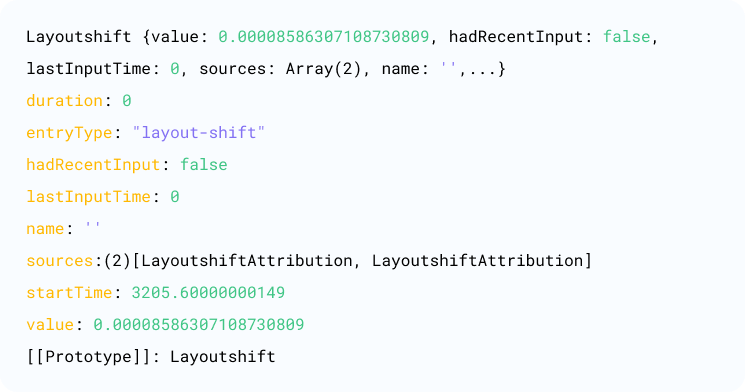 Layoutshift {value: 0.00008586307108730809, hadRecentInput: false,
lastInputTime: 0, sources: Array(2), name: '',...}
duration: 0
entryType: "layout-shift"
hadRecentInput: false
lastInputTime: 0
name: ''
sources:(2)[LayoutshiftAttribution, LayoutshiftAttribution]
startTime: 3205.60000000149
value: 0.00008586307108730809
[[Prototype]]: Layoutshift